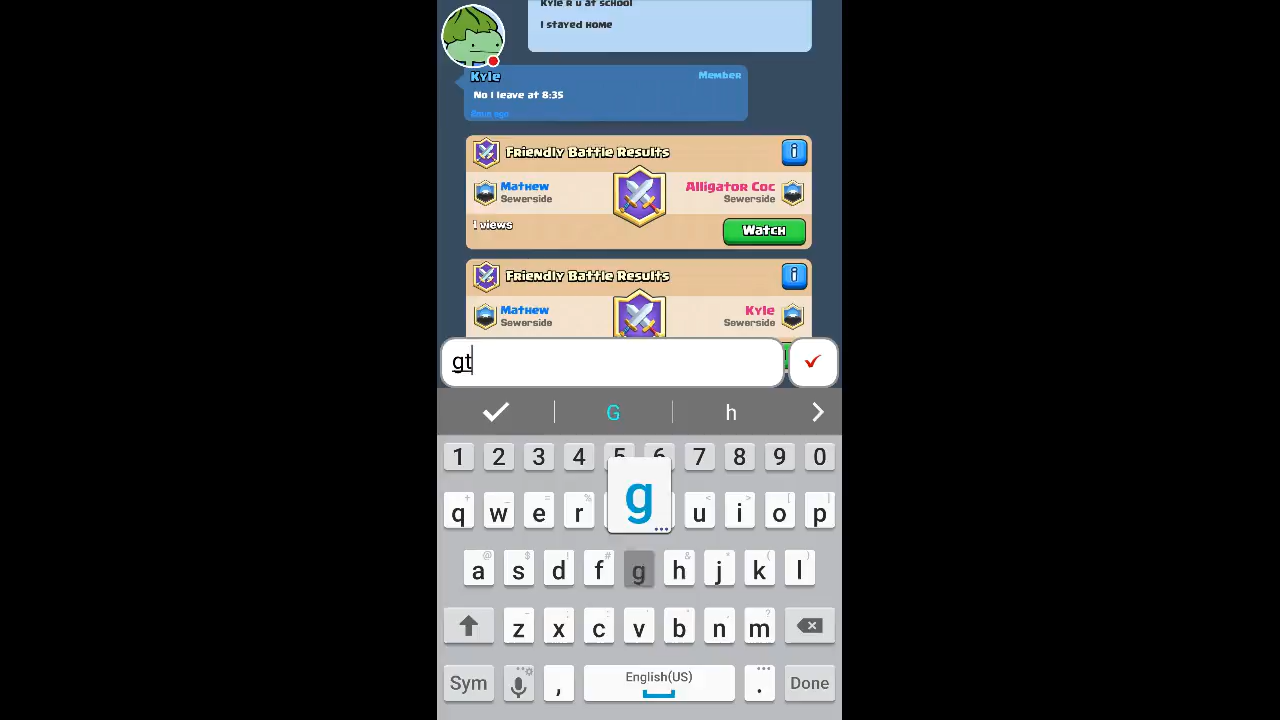 Kyle R u at school
I stayed home
Kyle
Member
No I leave at 8:35
Friendly Battle Results
i
Mathew
Alligator Coc
Sewerside
Sewerside
1 views
Watch
Friendly Battle Results
i
Mathew
Kyle
Sewerside
Sewerside
gt
G
h
1 2 3 4 5 6 7 8 9 0
g
q w e r u i o p
a s d f g h j k l
z x c v b n m
Sym
,
English(US)
.
Done